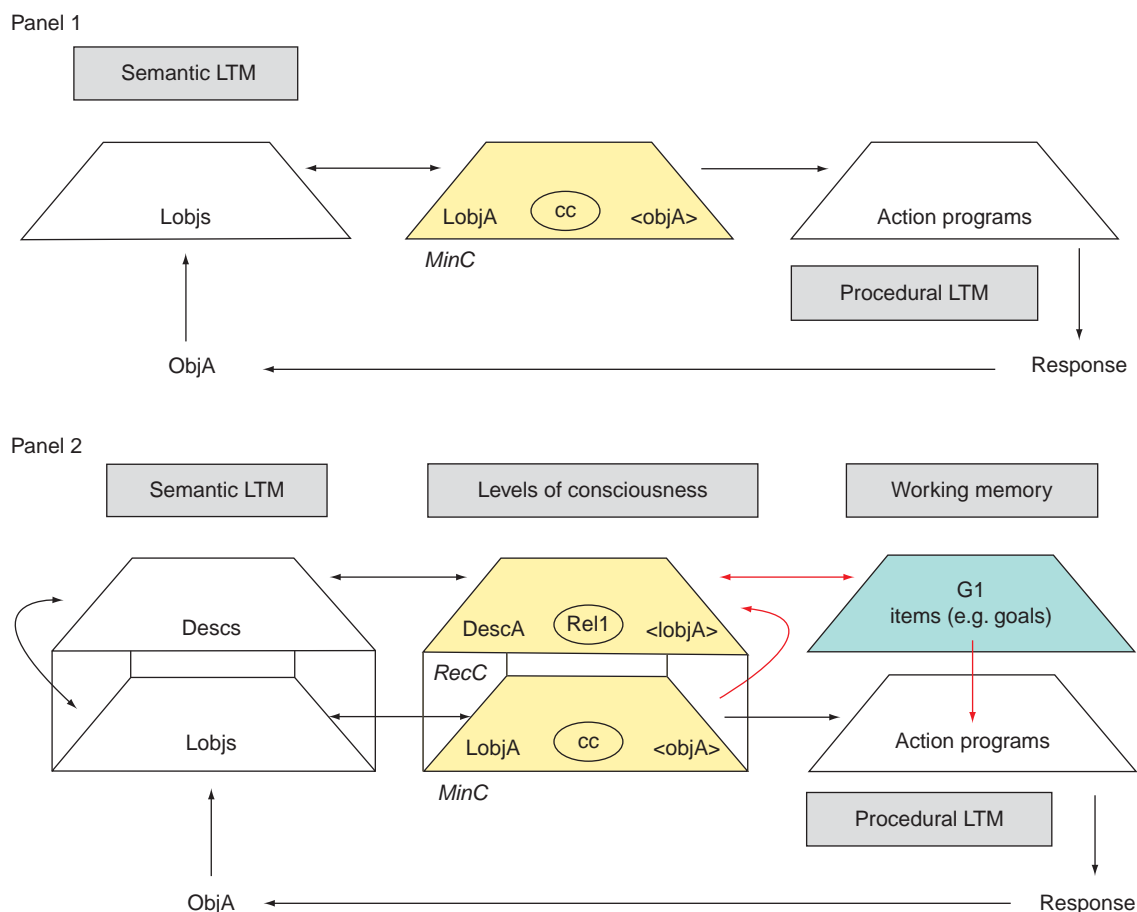 Panel 1
Semantic LTM
Lobjs
LobjA
cc
<objA>
Action programs
MinC
Procedural LTM
ObjA
Response
Panel 2
Semantic LTM
Levels of consciousness
Working memory
G1
items (e.g. goals)
Descs
DescA
Rel1
<lobjA>
RecC
Lobjs
LobjA
cc
<objA>
Action programs
MinC
Procedural LTM
ObjA
Response